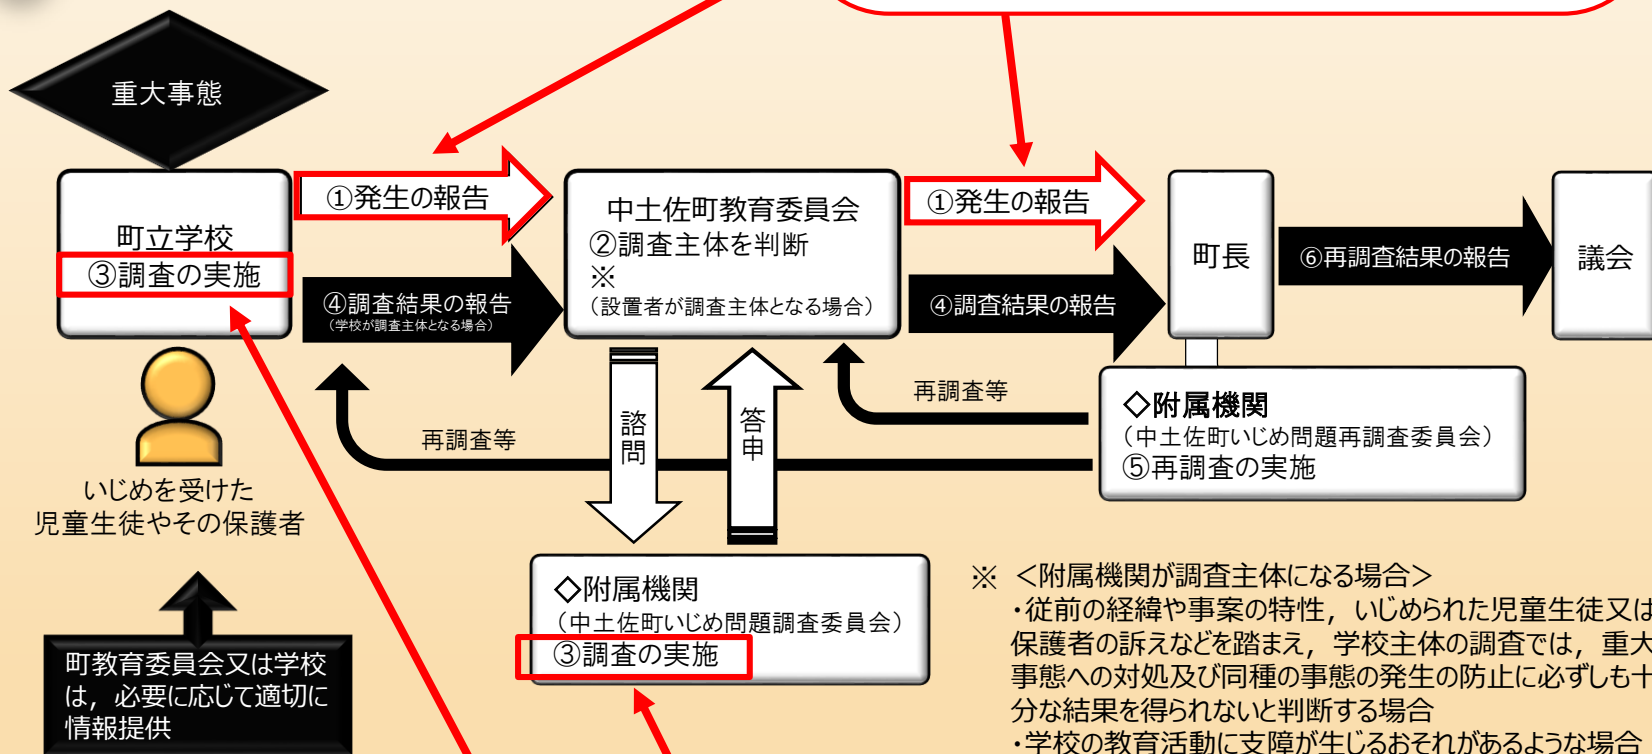 重大事態
町立学校
③調査の実施
①発生の報告
④調査結果の報告
（学校が調査主体となる場合）
中土佐町教育委員会
②調査主体を判断
※
（設置者が調査主体となる場合）
①発生の報告
④調査結果の報告
町長
⑥再調査結果の報告
議会
再調査等
再調査等
諮問
答申
◇附属機関
（中土佐町いじめ問題再調査委員会）
⑤再調査の実施
いじめを受けた
児童生徒やその保護者
町教育委員会又は学校
は，必要に応じて適切に
情報提供
◇附属機関
（中土佐町いじめ問題調査委員会）
③調査の実施
※ ＜附属機関が調査主体になる場合＞
・従前の経緯や事案の特性，いじめられた児童生徒又は
保護者の訴えなどを踏まえ，学校主体の調査では，重大
事態への対処及び同種の事態の発生の防止に必ずしも十
分な結果を得られないと判断する場合
・学校の教育活動に支障が生じるおそれがあるような場合